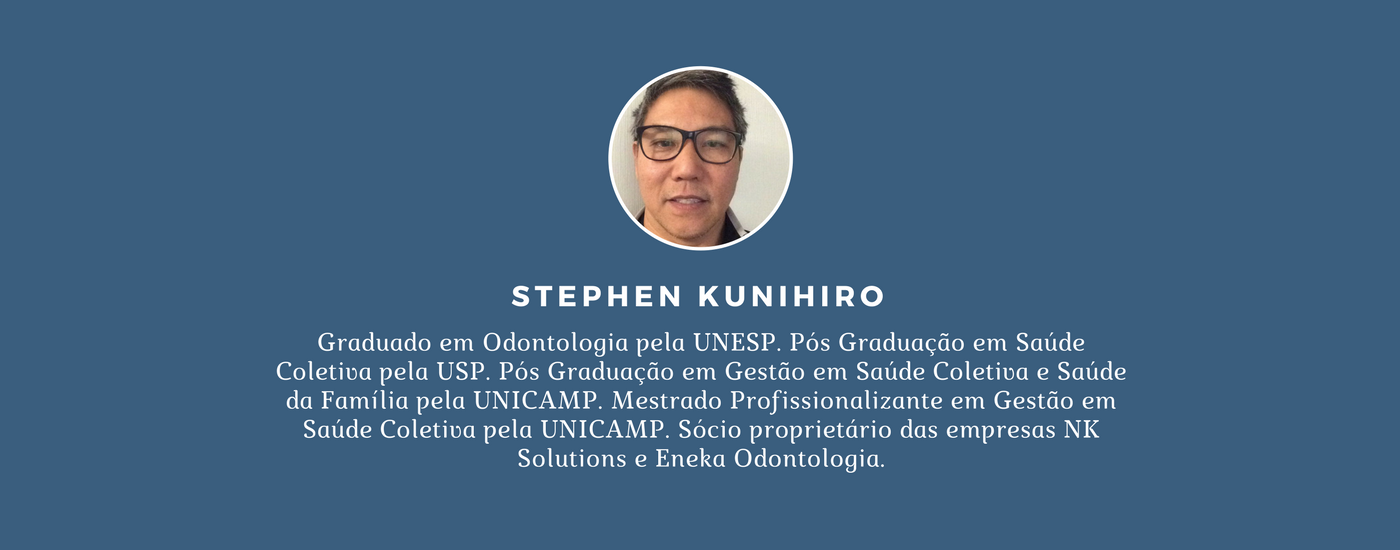 STEPHEN KUNIHIRO
Graduado em Odontologia pela UNESP. Pós Graduação em Saúde
Coletiva pela USP. Pós Graduação em Gestão em Saúde Coletiva e Saúde
da Família pela UNICAMP. Mestrado Profissionalizante em Gestão em
Saúde Coletiva pela UNICAMP. Sócio proprietário das empresas NK
Solutions e Eneka Odontologia.